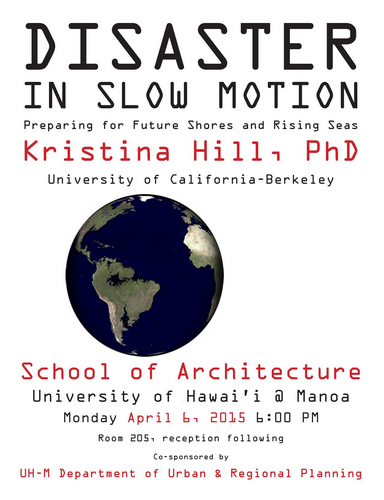 DISASTER
IN SLOW MOTION
Preparing for Future Shores and Rising Seas
Kristina Hill, PhD
University of California-Berkeley
School of Architecture
University of Hawai'i @ Manoa
Monday April 6, 2015 6:00 PM
Room 205, reception following
Co-sponsored by
UH-M Department of Urban & Regional Planning